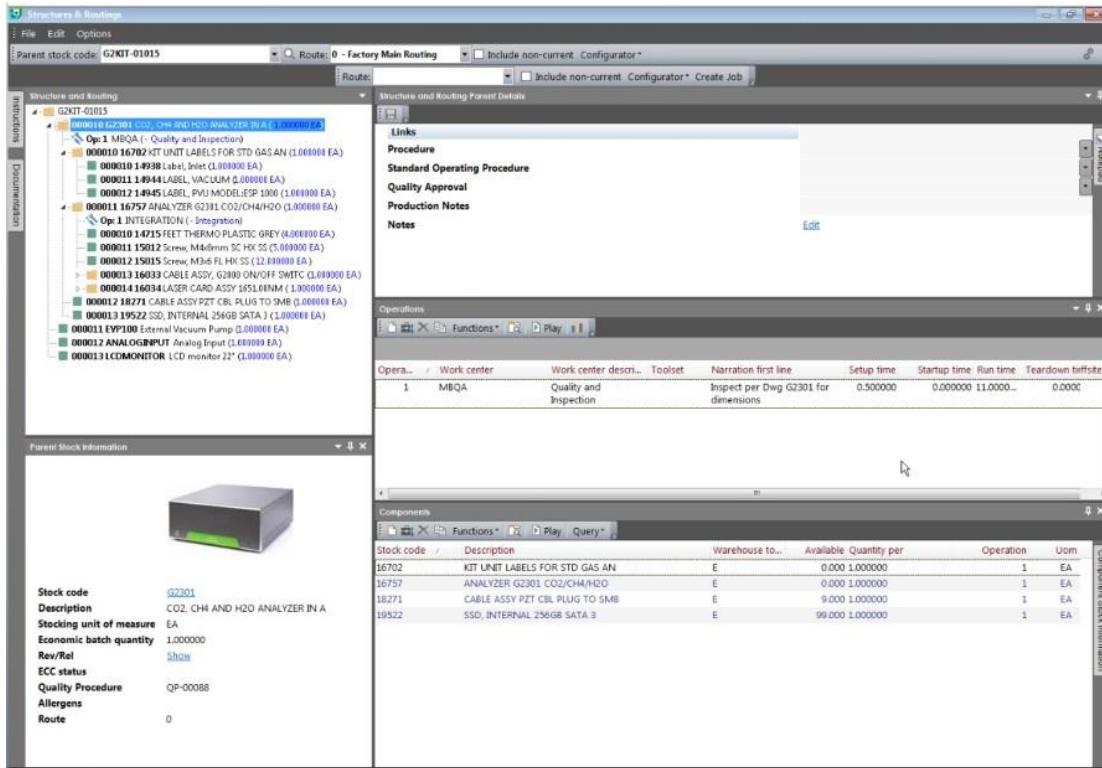 Structures & Routings
File Edit Options
Parent stock code: G2KIT-01015 Route: 0 - Factory Main Routing Include non-current Configurator
Route: Include non-current Configurator Create Job
Instructions
Documentation
Structure and Routing
G2KIT-01015
000010 G2301 CO2, CH4 AND H2O ANALYZER IN A (1.000000 EA)
Op: 1 MBQA ( - Quality and Inspection)
000010 16702 KIT UNIT LABELS FOR STD GAS AN (1.000000 EA)
000010 14938 Label, Inlet (1.000000 EA)
000011 14944 LABEL, VACUUM (1.000000 EA)
000012 14945 LABEL, PVU MODEL:ESP 1000 (1.000000 EA)
000011 16757 ANALYZER G2301 CO2/CH4/H2O (1.000000 EA)
Op: 1 INTEGRATION ( - Integration)
000010 14715 FEET THERMO PLASTIC GREY (4.000000 EA)
000011 15012 Screw, M4x8mm SC HX SS (5.000000 EA)
000012 15015 Screw, M3x6 FL HX SS (12.000000 EA)
000013 16033 CABLE ASSY, G2000 ON/OFF SWITC (1.000000 EA)
000014 16034 LASER CARD ASSY 1651.00NM (1.000000 EA)
000012 18271 CABLE ASSY PZT CBL PLUG TO SMB (1.000000 EA)
000013 19522 SSD, INTERNAL 256GB SATA 3 (1.000000 EA)
000011 EVP100 External Vacuum Pump (1.000000 EA)
000012 ANALOGINPUT Analog Input (1.000000 EA)
000013 LCDMONITOR LCD monitor 22" (1.000000 EA)
Structure and Routing Parent Details
Links
Procedure
Standard Operating Procedure
Quality Approval
Production Notes
Notes Edit
Operations
Functions Play
Opera... Work center Work center descri... Toolset Narration first line Setup time Startup time Run time Teardown tiffsite
1 MBQA Quality and Inspect per Dwg G2301 for 0.500000 0.000000 11.0000... 0.0000
Inspection dimensions
Parent Stock Information
Stock code G2301
Description CO2, CH4 AND H2O ANALYZER IN A
Stocking unit of measure EA
Economic batch quantity 1.000000
Rev/Rel Show
ECC status
Quality Procedure QP-00088
Allergens
Route 0
Components
Functions Play Query
Stock code Description Warehouse to... Available Quantity per Operation Uom
16702 KIT UNIT LABELS FOR STD GAS AN E 0.000 1.000000 1 EA
16757 ANALYZER G2301 CO2/CH4/H2O E 0.000 1.000000 1 EA
18271 CABLE ASSY PZT CBL PLUG TO SMB E 9.000 1.000000 1 EA
19522 SSD, INTERNAL 256GB SATA 3 E 99.000 1.000000 1 EA
Component Stock Information